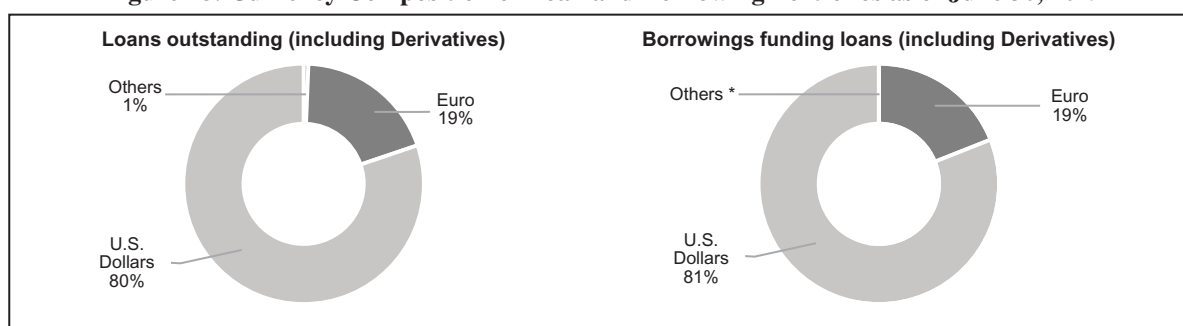 Loans outstanding (including Derivatives)
Others
1%
Euro
19%
U.S.
Dollars
80%
Borrowings funding loans (including Derivatives)
Others *
Euro
19%
U.S.
Dollars
81%